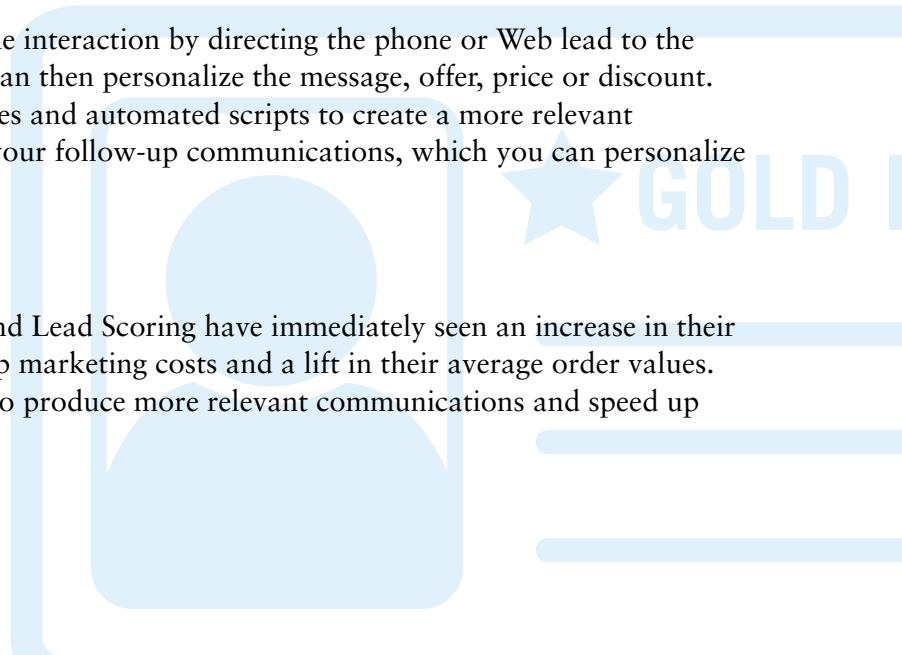 e interaction by directing the phone or Web lead to the
an then personalize the message, offer, price or discount.
es and automated scripts to create a more relevant
your follow-up communications, which you can personalize
GOLD
nd Lead Scoring have immediately seen an increase in their
p marketing costs and a lift in their average order values.
o produce more relevant communications and speed up